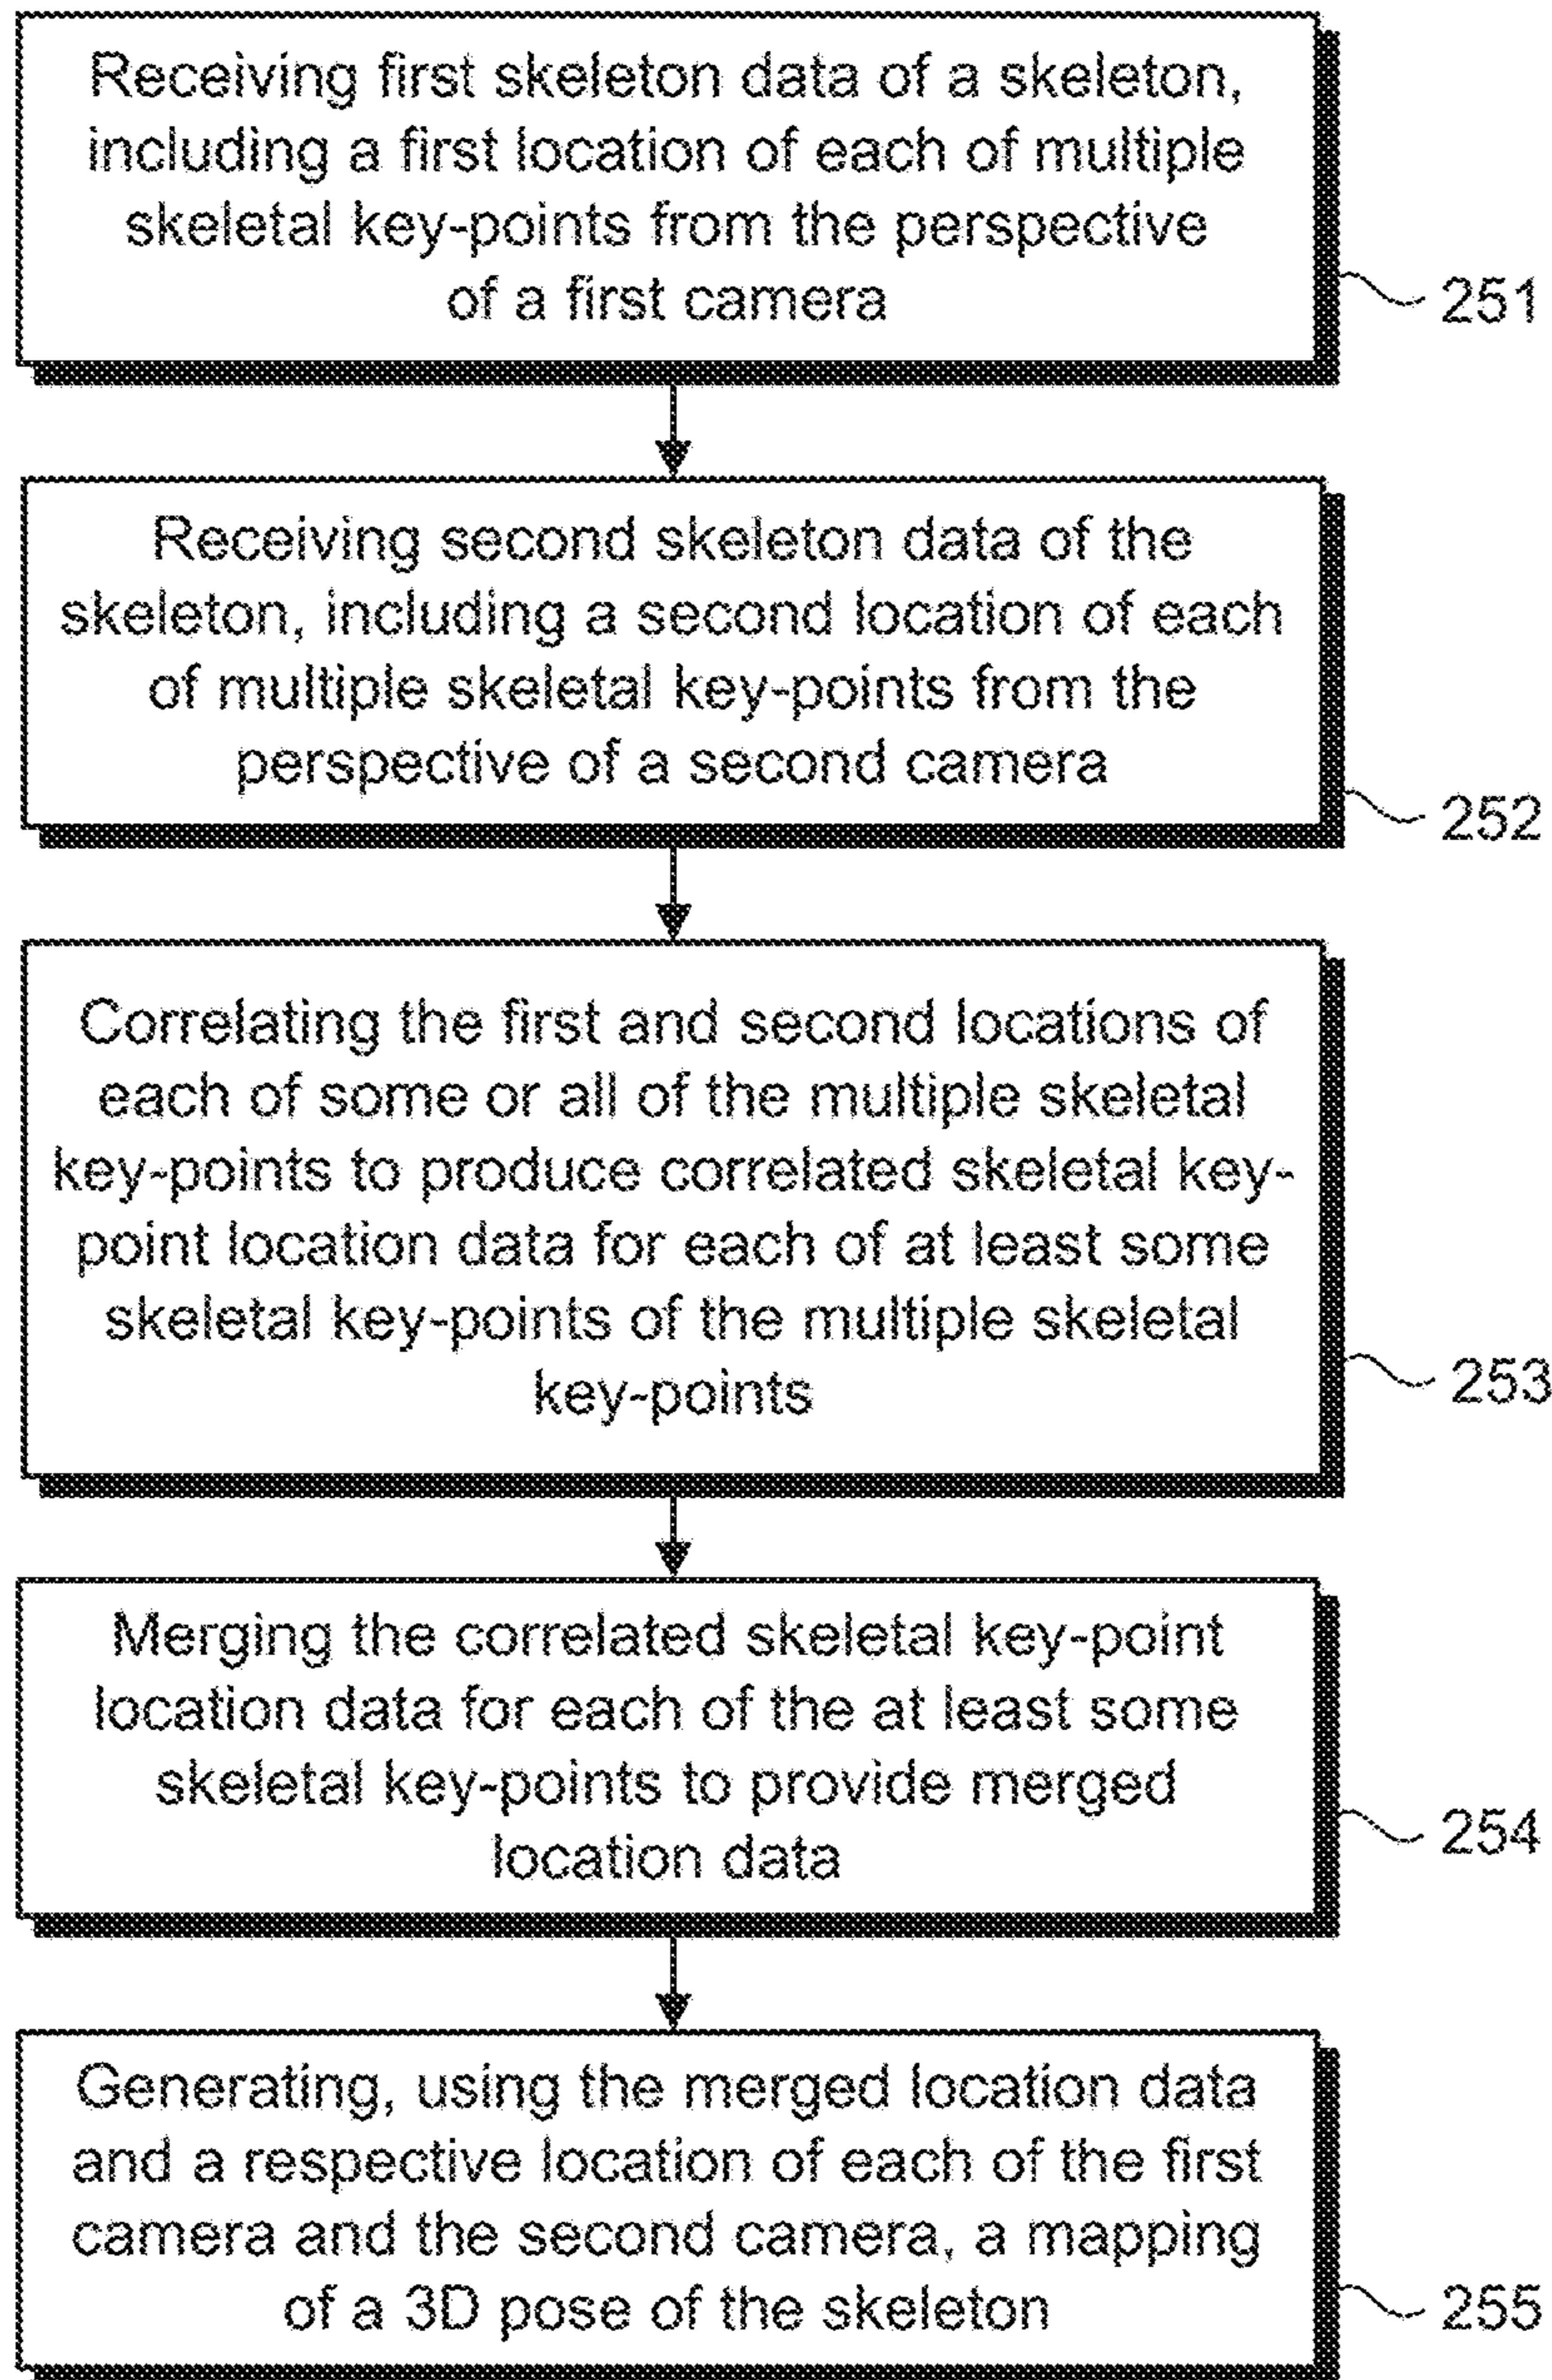 Receiving first skeleton data of a skeleton,
including a first location of each of multiple
skeletal key-points from the perspective
of a first camera
251
Receiving second skeleton data of the
skeleton, including a second location of each
of multiple skeletal key-points from the
perspective of a second camera
252
Correlating the first and second locations of
each of some or all of the multiple skeletal
key-points to produce correlated skeletal key-
point location data for each of at least some
skeletal key-points of the multiple skeletal
key-points
253
Merging the correlated skeletal key-point
location data for each of the at least some
skeletal key-points to provide merged
location data
254
Generating, using the merged location data
and a respective location of each of the first
camera and the second camera, a mapping
of a 3D pose of the skeleton
255